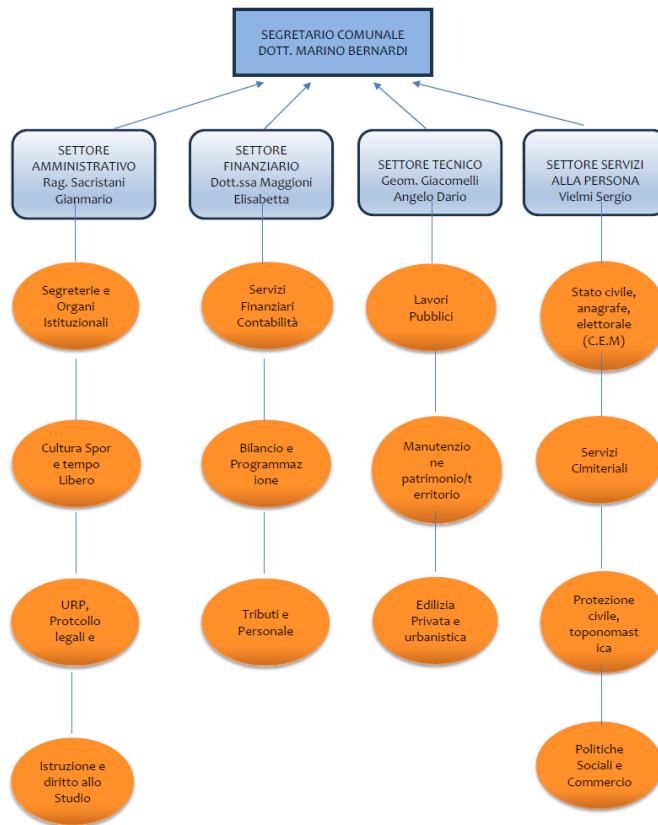 SEGRETARIO COMUNALE
DOTT. MARINO BERNARDI
SETTORE
AMMINISTRATIVO
Rag. Sacristani
Gianmario
SETTORE
FINANZIARIO
Dott.ssa Maggioni
Elisabetta
SETTORE TECNICO
Geom. Giacomelli
Angelo Dario
SETTORE SERVIZI
ALLA PERSONA
Vielmi Sergio
Segreterie e
Organi
Istituzionali
Servizi
Finanziari
Contabilità
Lavori
Pubblici
Stato civile,
anagrafe,
elettorale
(C.E.M)
Cultura Spor
e tempo
Libero
Bilancio e
Programmaz
ione
Manutenzio
ne
patrimonio/t
erritorio
Servizi
Cimiteriali
URP,
Protcollo
legali e
Tributi e
Personale
Edilizia
Privata e
urbanistica
Protezione
civile,
toponomast
ica
Istruzione e
diritto allo
Studio
Politiche
Sociali e
Commercio